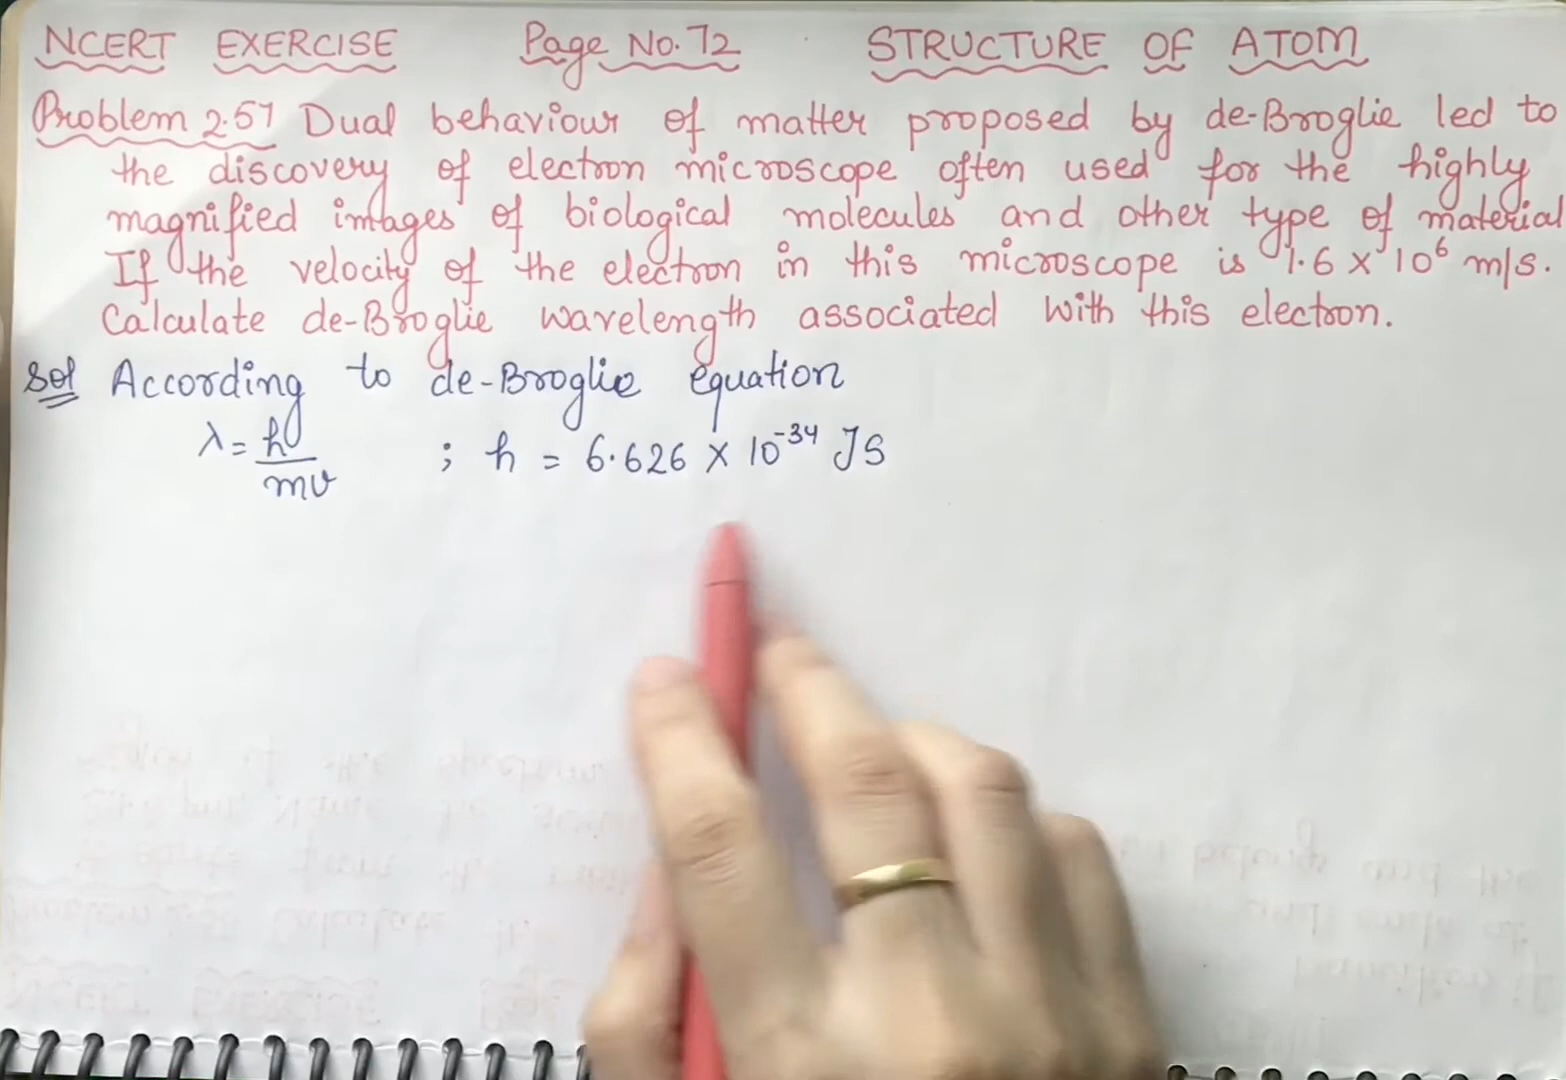 NCERT EXERCISE Page No. 72 STRUCTURE OF ATOM
Problem 2.57 Dual behaviour of matter proposed by de-Broglie led to
the discovery of electron microscope often used for the highly
magnified images of biological molecules and other type of material
If the velocity of the electron in this microscope is 1.6 × 10⁶ m/s.
Calculate de-Broglie wavelength associated with this electron.
Sol According to de-Broglie equation
λ = h/mv ; h = 6.626 × 10⁻³⁴ JS